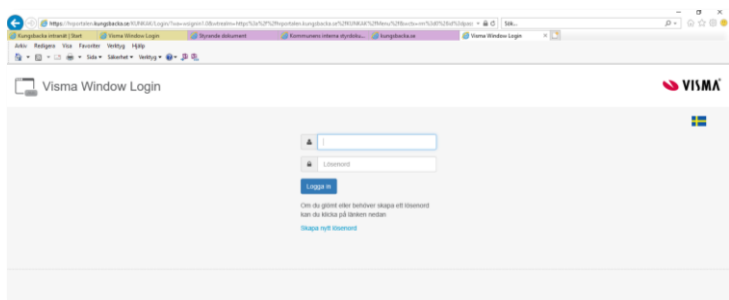 Sök...
Kungsbacka intranät | Start
Visma Window Login
Styrande dokument
Kommunens interna styrdoku...
kungsbacka.se
Visma Window Login
Arkiv Redigera Visa Favoriter Verktyg Hjälp
Sida Säkerhet Verktyg
Visma Window Login
VISMA
Lösenord
Logga in
Om du glömt eller behöver skapa ett lösenord
kan du klicka på länken nedan
Skapa nytt lösenord